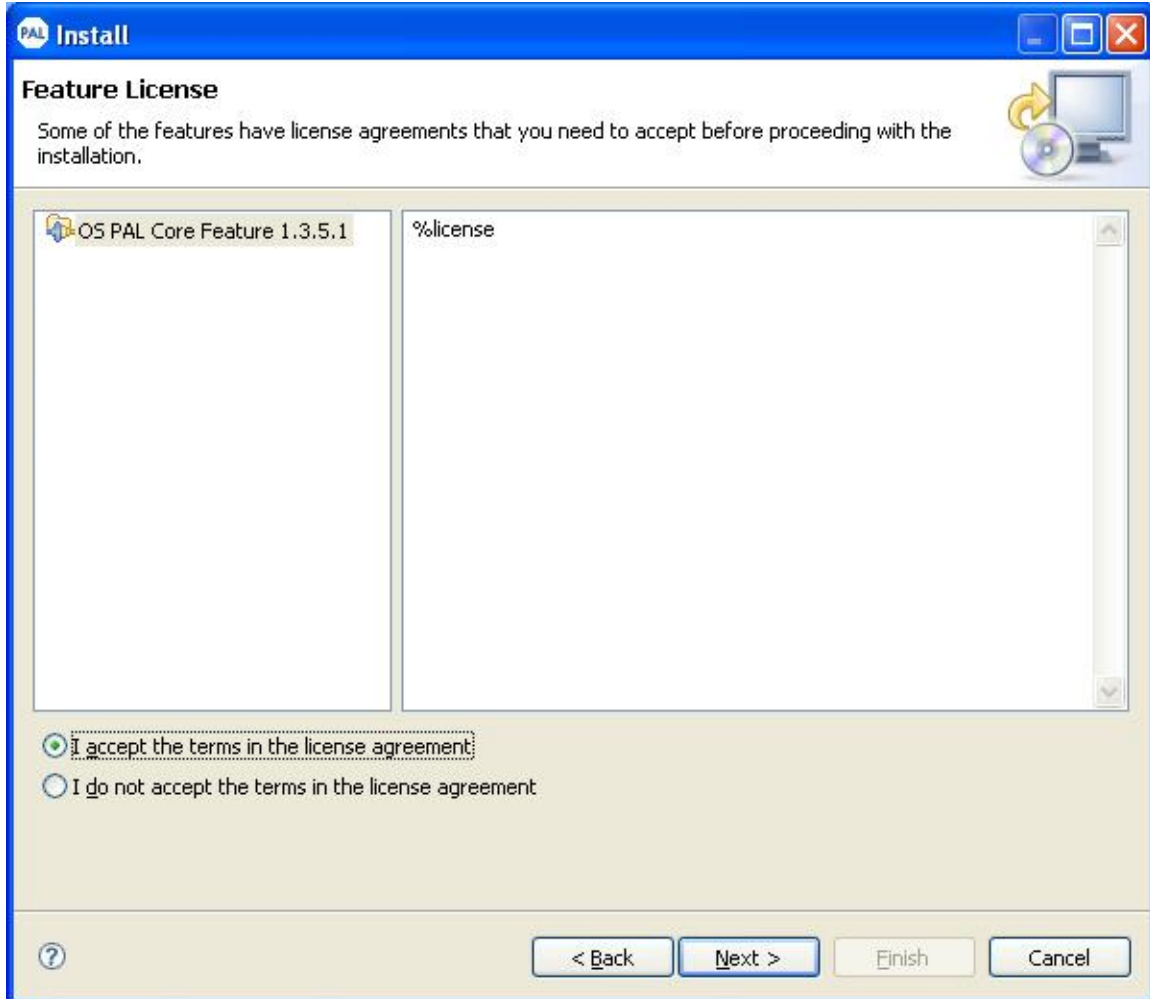 PAL Install
Feature License
Some of the features have license agreements that you need to accept before proceeding with the
installation.
OS PAL Core Feature 1.3.5.1
%license
I accept the terms in the license agreement
I do not accept the terms in the license agreement
?
< Back
Next >
Finish
Cancel